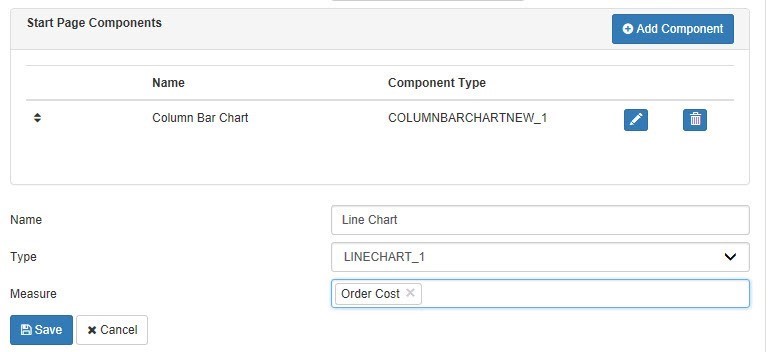 Start Page Components
Add Component
Name Component Type
Column Bar Chart COLUMNBARCHARTNEW_1
Name Line Chart
Type LINECHART_1
Measure Order Cost
Save Cancel